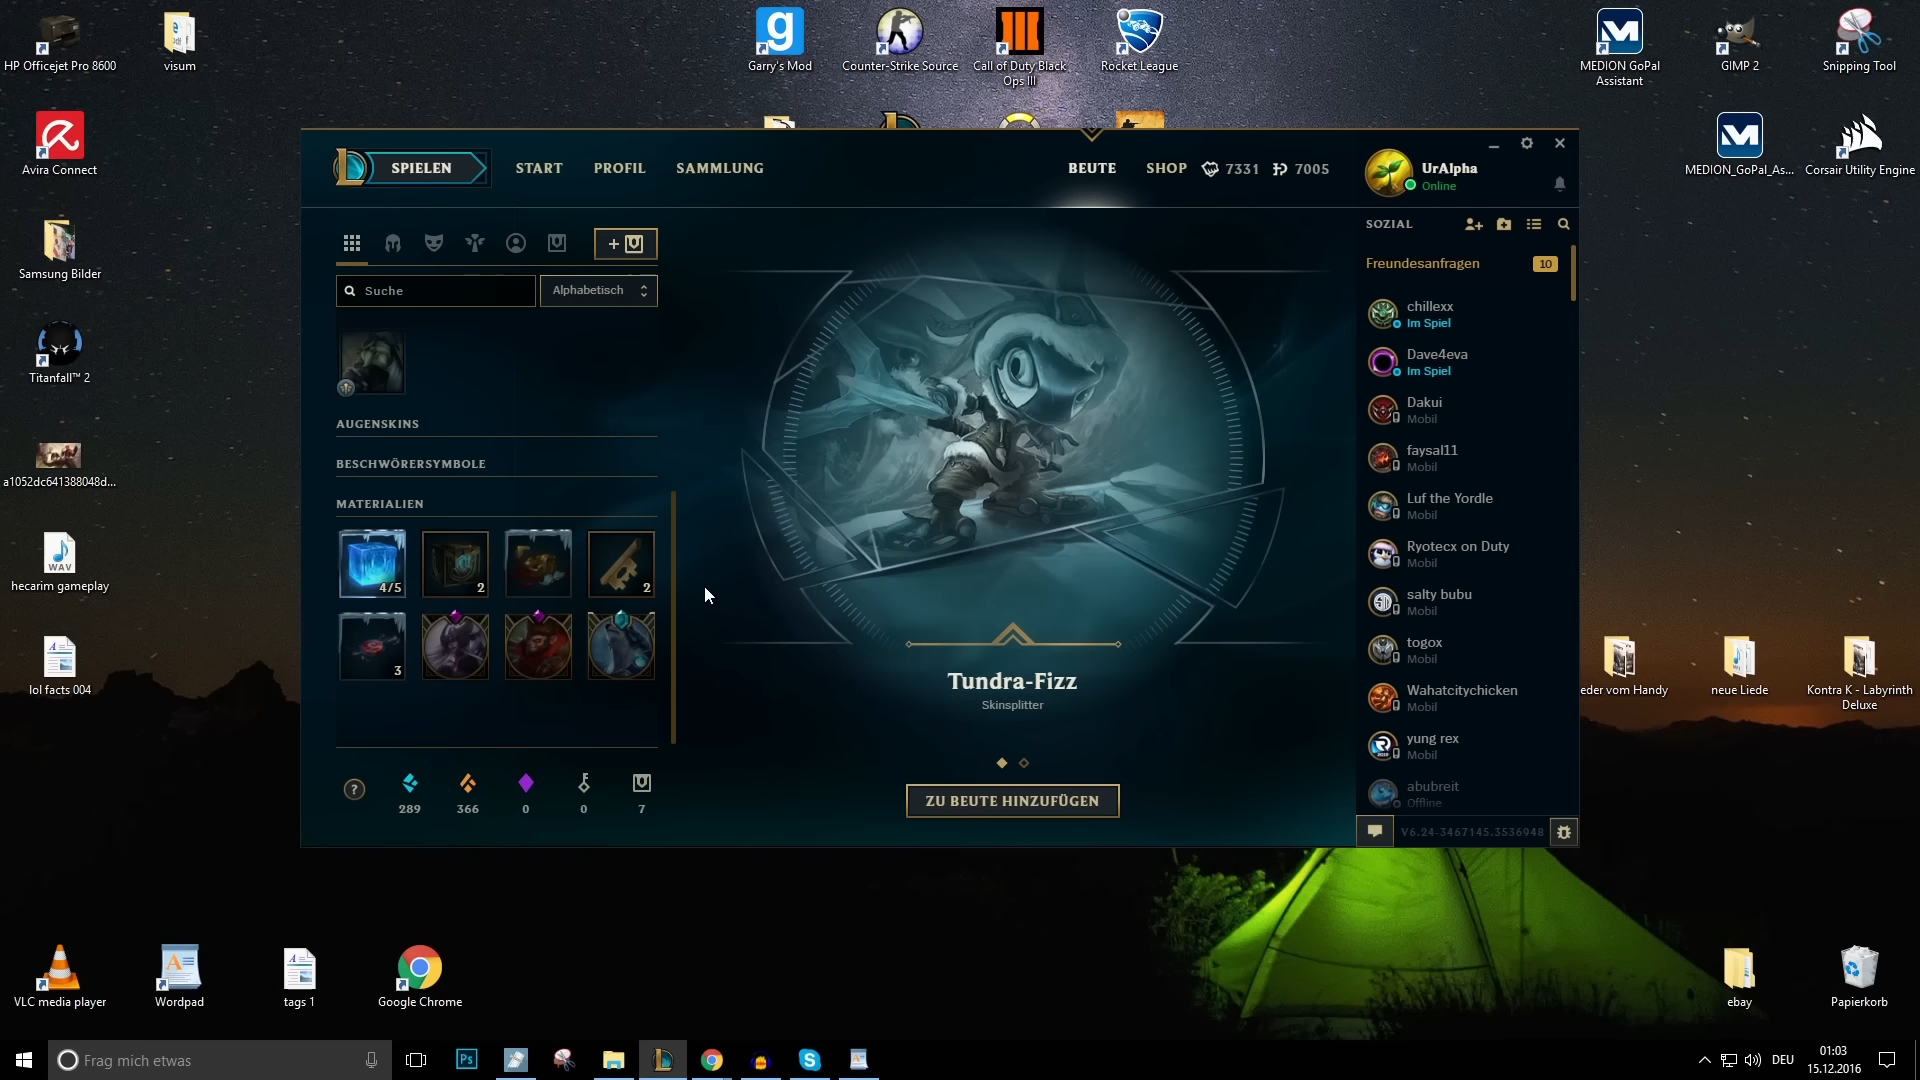 HP Officejet Pro 8600
visum
Garry's Mod
Counter-Strike Source
Call of Duty Black
Ops III
Rocket League
MEDION GoPal
Assistant
GIMP 2
Snipping Tool
Avira Connect
MEDION_GoPal_As...
Corsair Utility Engine
Samsung Bilder
Titanfall™ 2
a1052dc641388048d...
WAV
hecarim gameplay
lol facts 004
SPIELEN
START
PROFIL
SAMMLUNG
BEUTE
SHOP
7331
7005
UrAlpha
Online
Suche
Alphabetisch
AUGENSKINS
BESCHWÖRERSYMBOLE
MATERIALIEN
4/5
2
2
3
289
366
0
0
7
Tundra-Fizz
Skinsplitter
ZU BEUTE HINZUFÜGEN
SOZIAL
Freundesanfragen
10
chillexx
Im Spiel
Dave4eva
Im Spiel
Dakui
Mobil
faysal11
Mobil
Luf the Yordle
Mobil
Ryotecx on Duty
Mobil
salty bubu
Mobil
togox
Mobil
Wahatcitychicken
Mobil
yung rex
Mobil
abubreit
Offline
V6.24-3467145.3536948
eder vom Handy
neue Liede
Kontra K - Labyrinth
Deluxe
VLC media player
Wordpad
tags 1
Google Chrome
ebay
Papierkorb
Frag mich etwas
Ps
DEU
01:03
15.12.2016